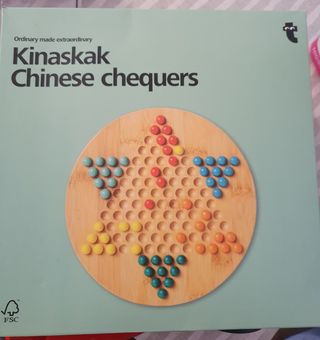 Ordinary made extraordinary
Kinaskak
Chinese chequers
t
FSC